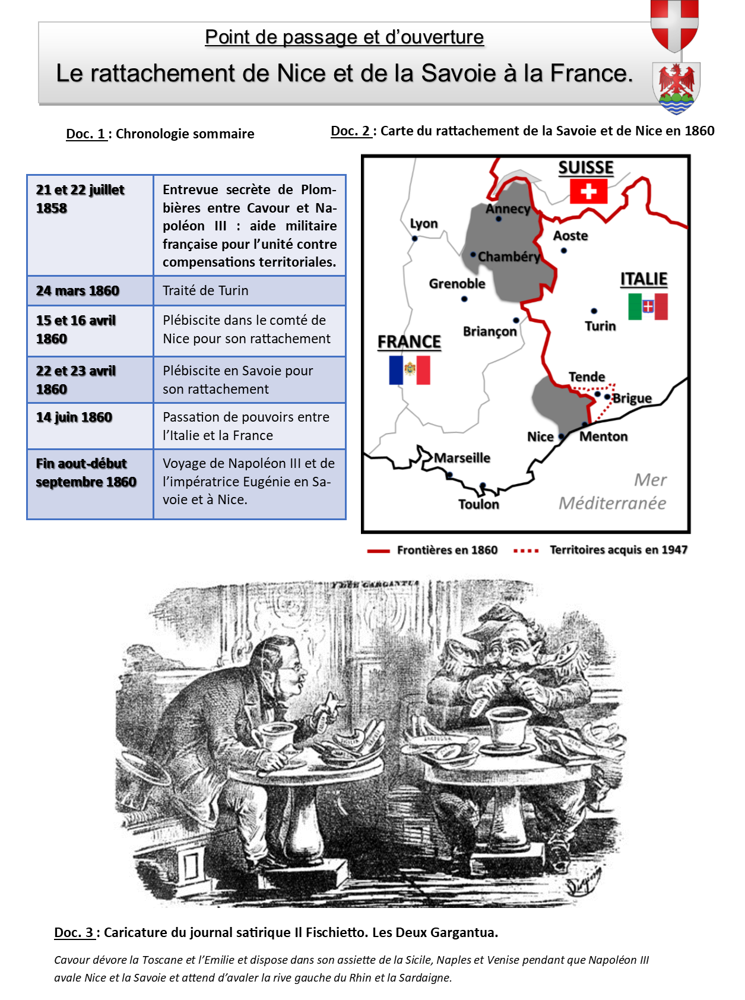 Point de passage et d’ouverture
Le rattachement de Nice et de la Savoie à la France.
Doc. 1 : Chronologie sommaire
21 et 22 juillet
1858
Entrevue secrète de Plom-
bières entre Cavour et Na-
poléon III : aide militaire
française pour l’unité contre
compensations territoriales.
24 mars 1860
Traité de Turin
15 et 16 avril
1860
Plébiscite dans le comté de
Nice pour son rattachement
22 et 23 avril
1860
Plébiscite en Savoie pour
son rattachement
14 juin 1860
Passation de pouvoirs entre
l’Italie et la France
Fin aout-début
septembre 1860
Voyage de Napoléon III et de
l’impératrice Eugénie en Sa-
voie et à Nice.
Doc. 2 : Carte du rattachement de la Savoie et de Nice en 1860
SUISSE
Annecy
Lyon
Aoste
Chambéry
ITALIE
Grenoble
Turin
Briançon
FRANCE
Tende
Brigue
Nice
Menton
Marseille
Mer
Méditerranée
Toulon
Frontières en 1860
Territoires acquis en 1947
GARGANTUA
SARDEGNA
Doc. 3 : Caricature du journal satirique Il Fischietto. Les Deux Gargantua.
Cavour dévore la Toscane et l’Emilie et dispose dans son assiette de la Sicile, Naples et Venise pendant que Napoléon III
avale Nice et la Savoie et attend d’avaler la rive gauche du Rhin et la Sardaigne.